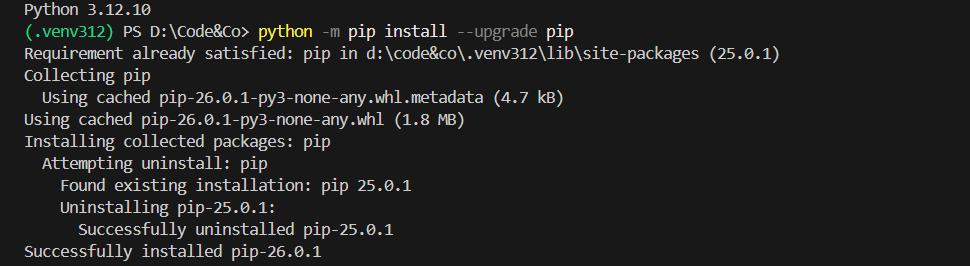 Python 3.12.10
(.venv312) PS D:\Code&Co> python -m pip install --upgrade pip
Requirement already satisfied: pip in d:\code&co\.venv312\lib\site-packages (25.0.1)
Collecting pip
  Using cached pip-26.0.1-py3-none-any.whl.metadata (4.7 kB)
Using cached pip-26.0.1-py3-none-any.whl (1.8 MB)
Installing collected packages: pip
  Attempting uninstall: pip
    Found existing installation: pip 25.0.1
    Uninstalling pip-25.0.1:
      Successfully uninstalled pip-25.0.1
Successfully installed pip-26.0.1